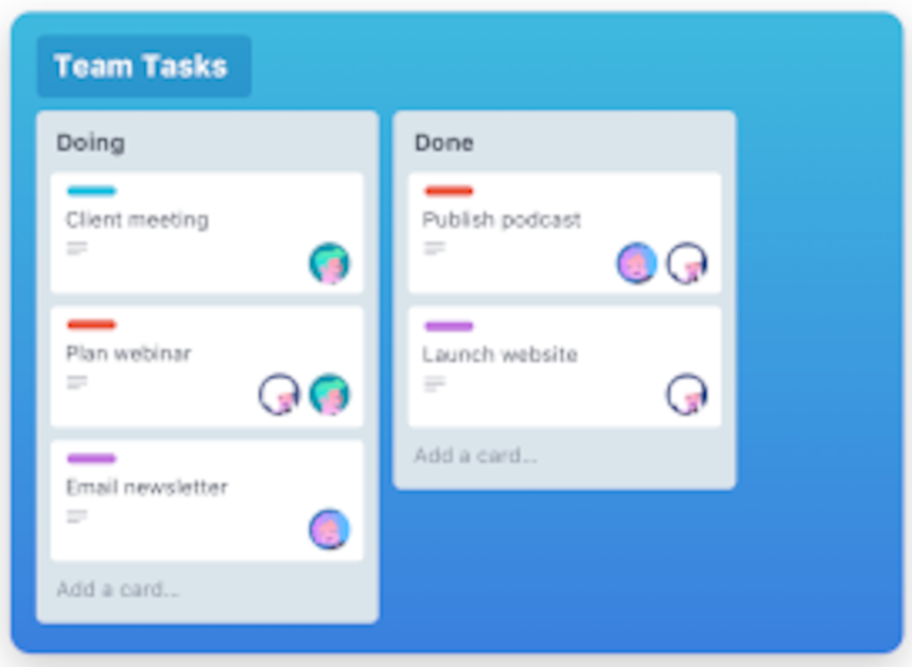 Team Tasks
Doing
Client meeting
Plan webinar
Email newsletter
Add a card...
Done
Publish podcast
Launch website
Add a card...